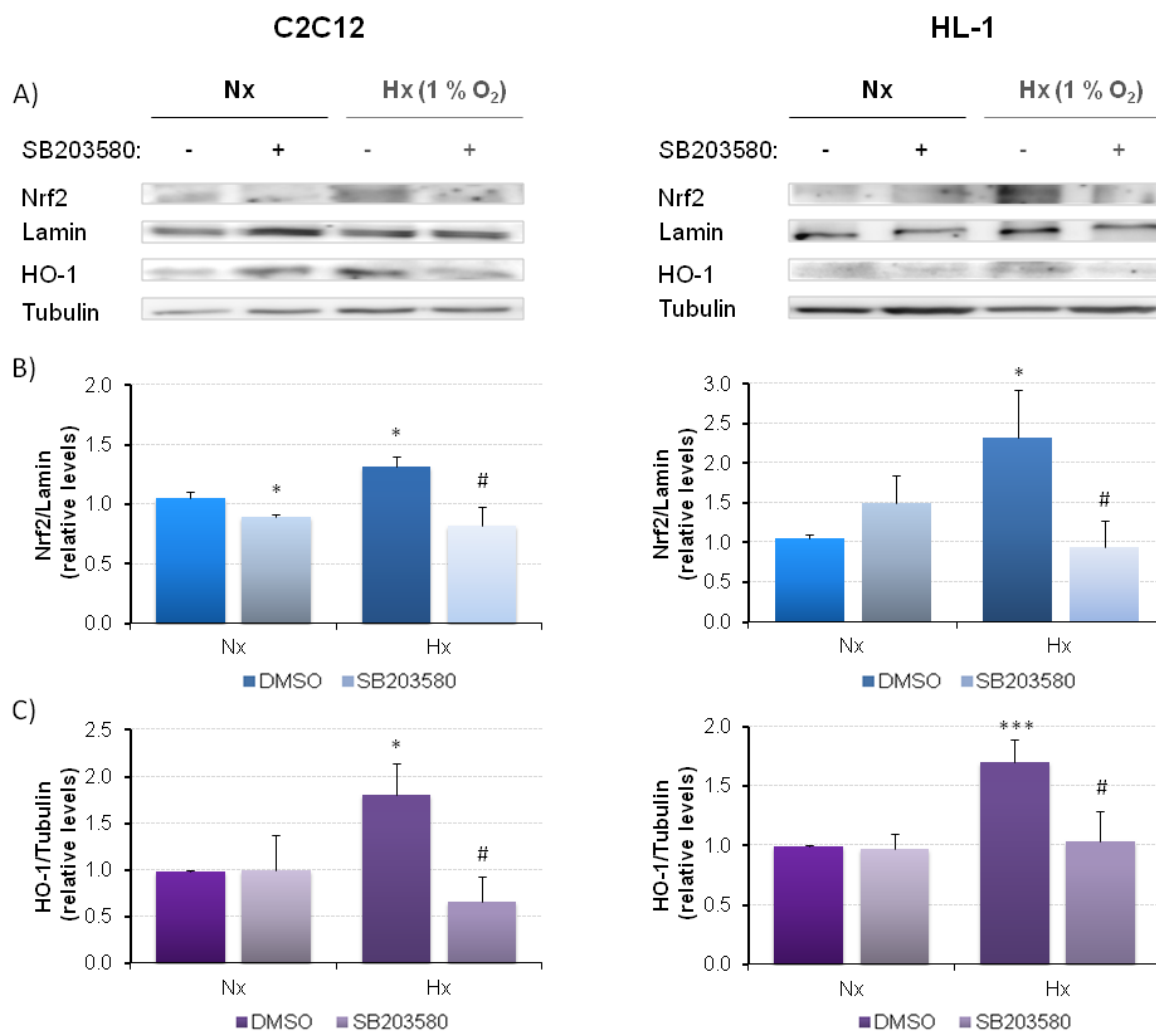 C2C12 HL-1
A) Nx Hx (1 % O₂) Nx Hx (1 % O₂)
SB203580: - + - + SB203580: - + - +
Nrf2 Nrf2
Lamin Lamin
HO-1 HO-1
Tubulin Tubulin
B)
Nrf2/Lamin
(relative levels)
2.0
1.5
1.0
0.5
0.0
* * #
Nx Hx
DMSO SB203580
Nrf2/Lamin
(relative levels)
3.0
2.5
2.0
1.5
1.0
0.5
0.0
* #
Nx Hx
DMSO SB203580
C)
HO-1/Tubulin
(relative levels)
2.5
2.0
1.5
1.0
0.5
0.0
* #
Nx Hx
DMSO SB203580
HO-1/Tubulin
(relative levels)
2.0
1.5
1.0
0.5
0.0
*** #
Nx Hx
DMSO SB203580